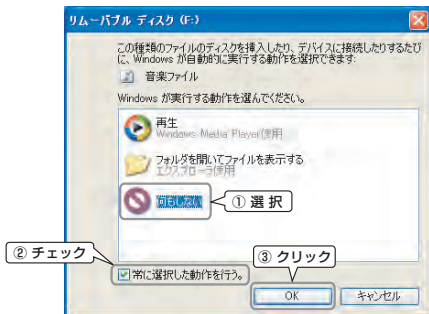 リムーバブル ディスク (F:)
この種類のファイルのディスクを挿入したり、デバイスに接続したりするたび
に、Windows が自動的に実行する動作を選択できます:
音楽ファイル
Windows が実行する動作を選んでください。
再生
Windows Media Player使用
フォルダを開いてファイルを表示する
エクスプローラ使用
何もしない
① 選 択
② チェック
常に選択した動作を行う。
③ クリック
OK
キャンセル